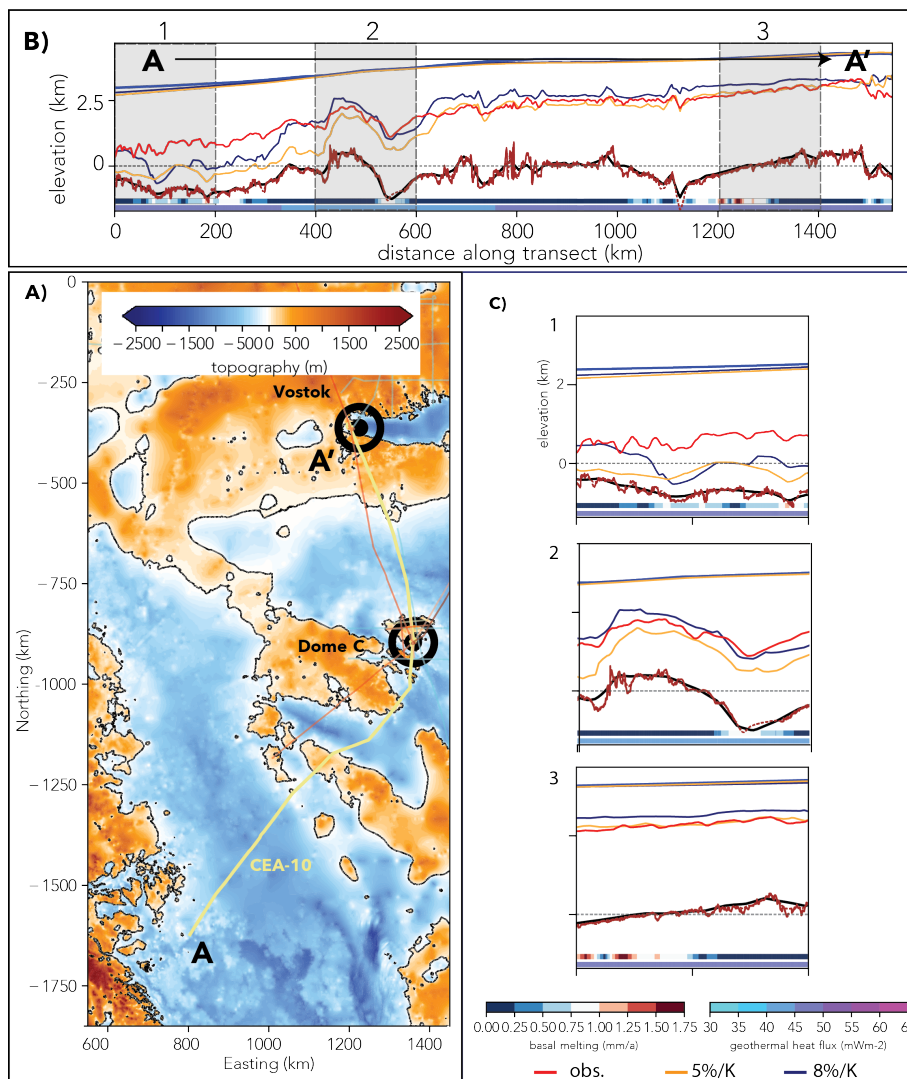 1 2 3
B)
A A'
elevation (km)
2.5
0
0 200 400 600 800 1000 1200 1400
distance along transect (km)
A)
0
−250
−500
−750
-1000
−1250
−1500
−1750
Northing (km)
−2500 −1500 −500 0 500 1500 2500
topography (m)
Vostok
A'
Dome C
CEA-10
A
600 800 1000 1200 1400
Easting (km)
C)
1
elevation (km)
2
0
2
3
0.00 0.25 0.50 0.75 1.00 1.25 1.50 1.75
basal melting (mm/a)
30 35 40 45 50 55 60
geothermal heat flux (mWm-2)
obs. 5%/K 8%/K